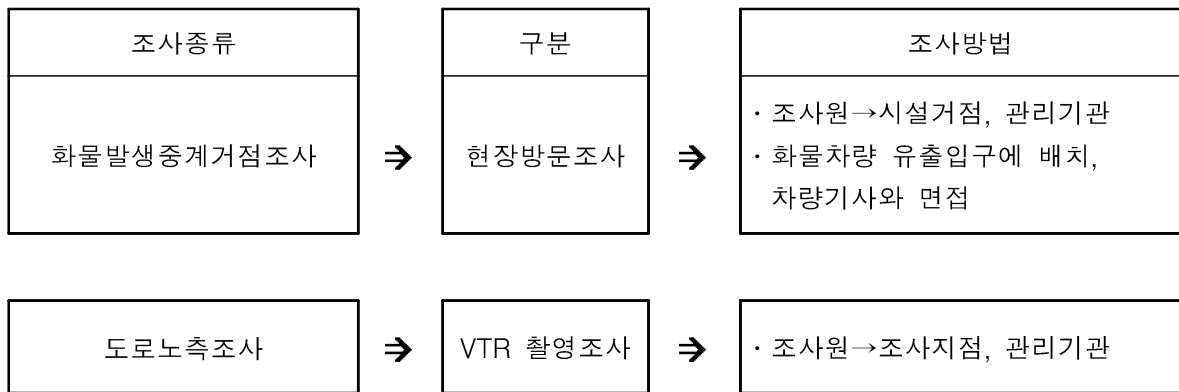 조사종류
구분
조사방법
화물발생중계거점조사
➔
현장방문조사
➔
· 조사원→시설거점, 관리기관
· 화물차량 유출입구에 배치,
차량기사와 면접
도로노측조사
➔
VTR 촬영조사
➔
· 조사원→조사지점, 관리기관